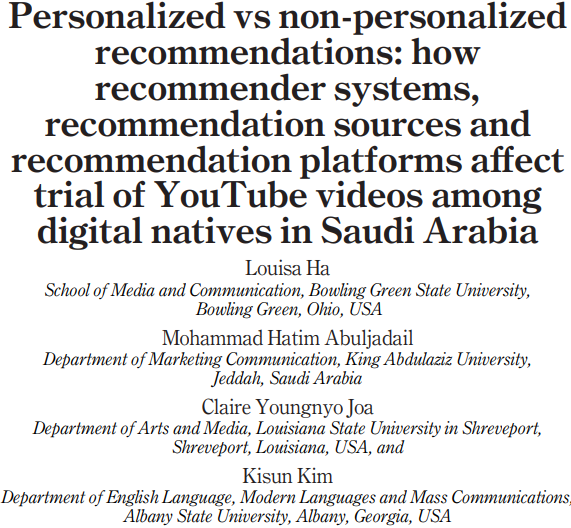 Personalized vs non-personalized
recommendations: how
recommender systems,
recommendation sources and
recommendation platforms affect
trial of YouTube videos among
digital natives in Saudi Arabia
Louisa Ha
School of Media and Communication, Bowling Green State University,
Bowling Green, Ohio, USA
Mohammad Hatim Abuljadail
Department of Marketing Communication, King Abdulaziz University,
Jeddah, Saudi Arabia
Claire Youngnyo Joa
Department of Arts and Media, Louisiana State University in Shreveport,
Shreveport, Louisiana, USA, and
Kisun Kim
Department of English Language, Modern Languages and Mass Communications,
Albany State University, Albany, Georgia, USA